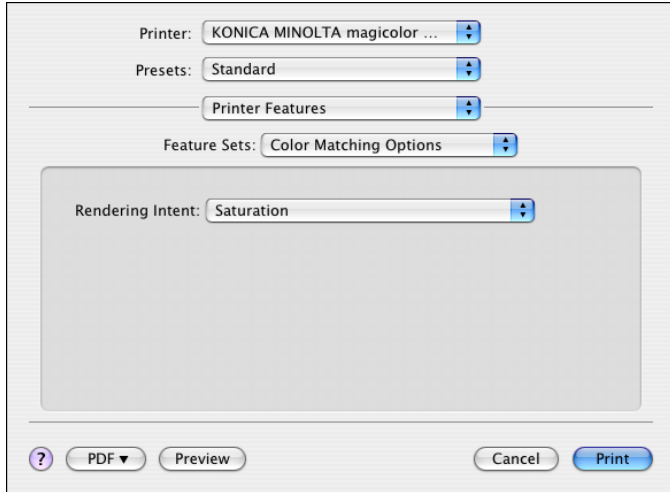 Printer: KONICA MINOLTA magicolor ...
Presets: Standard
Printer Features
Feature Sets: Color Matching Options
Rendering Intent: Saturation
? PDF ▼ Preview Cancel Print